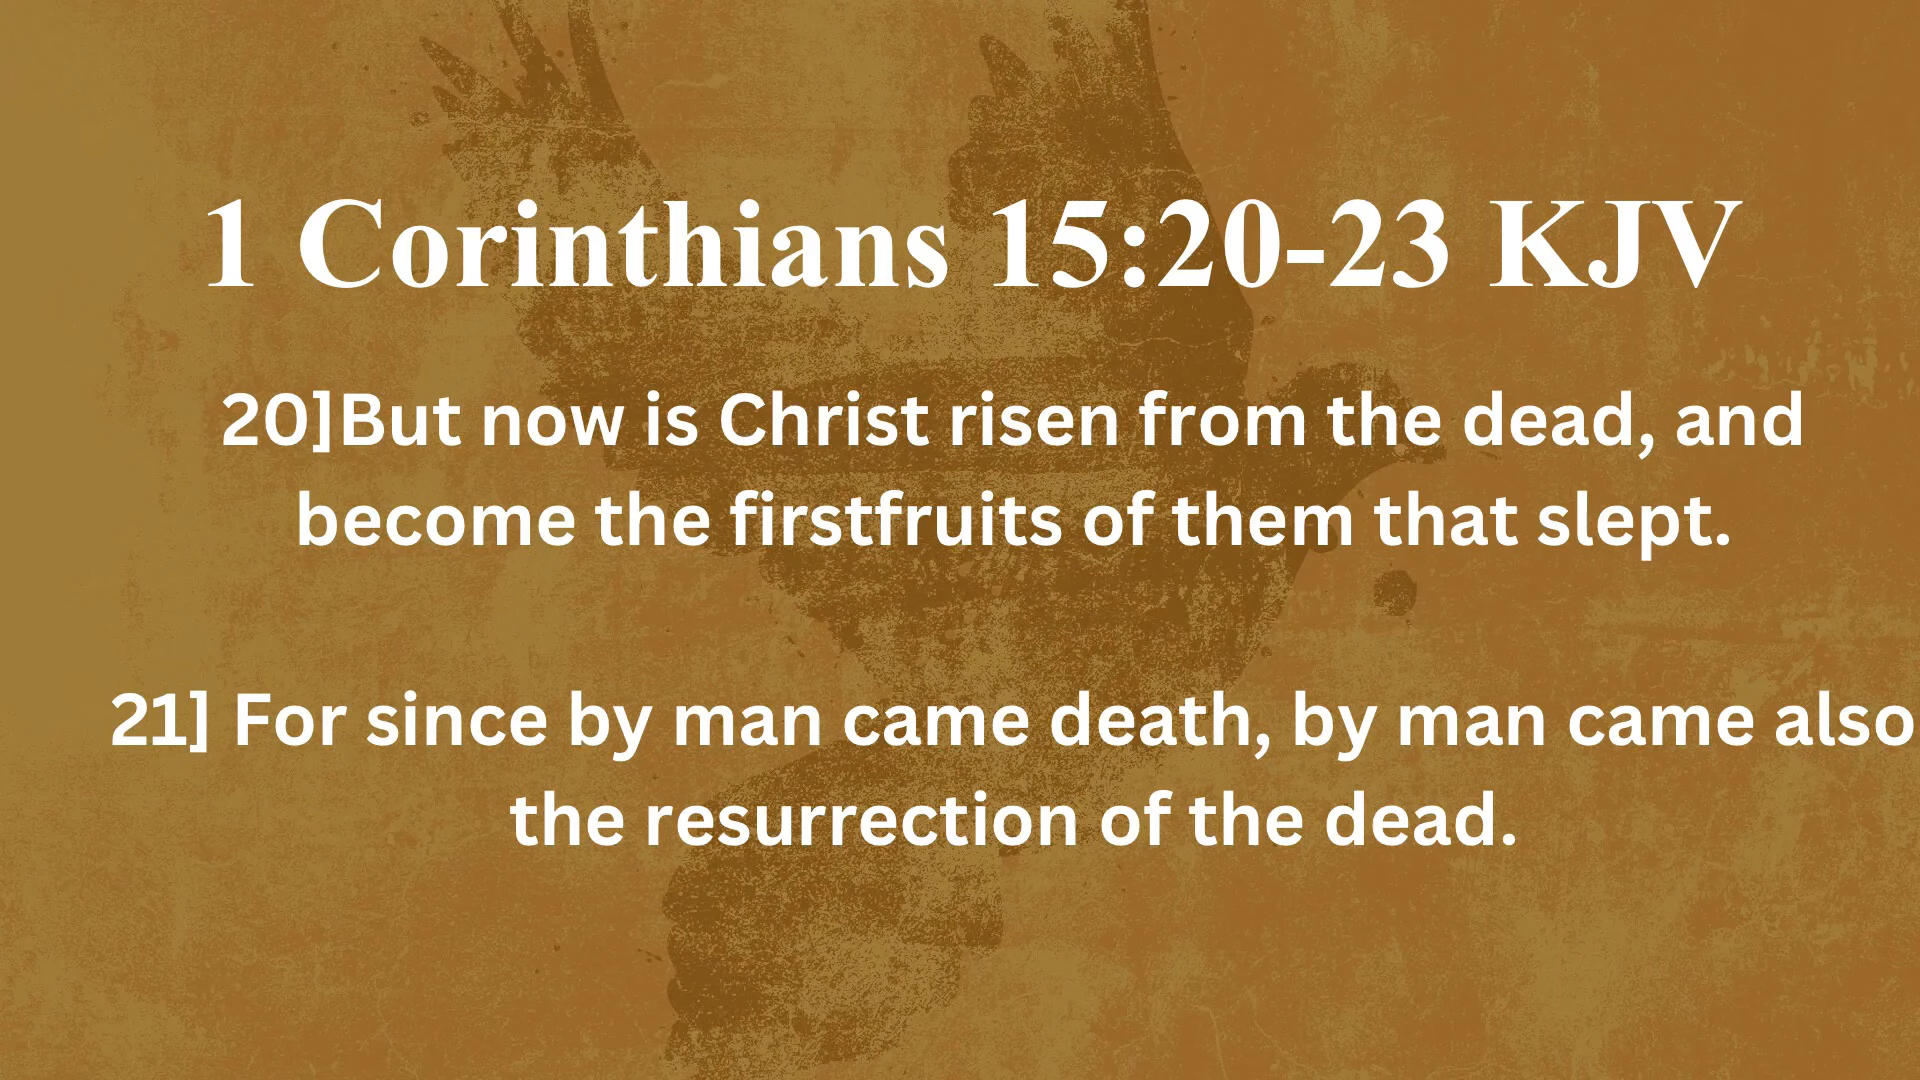 1 Corinthians 15:20-23 KJV
20]But now is Christ risen from the dead, and
become the firstfruits of them that slept.
21] For since by man came death, by man came also
the resurrection of the dead.